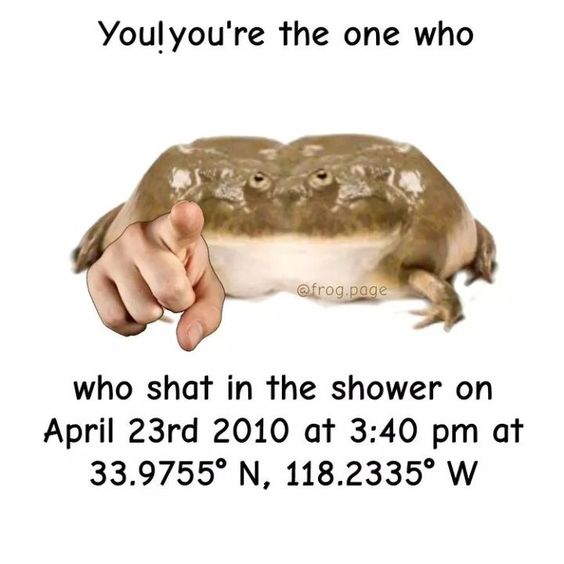 You!you're the one who
@frog.page
who shat in the shower on
April 23rd 2010 at 3:40 pm at
33.9755° N, 118.2335° W